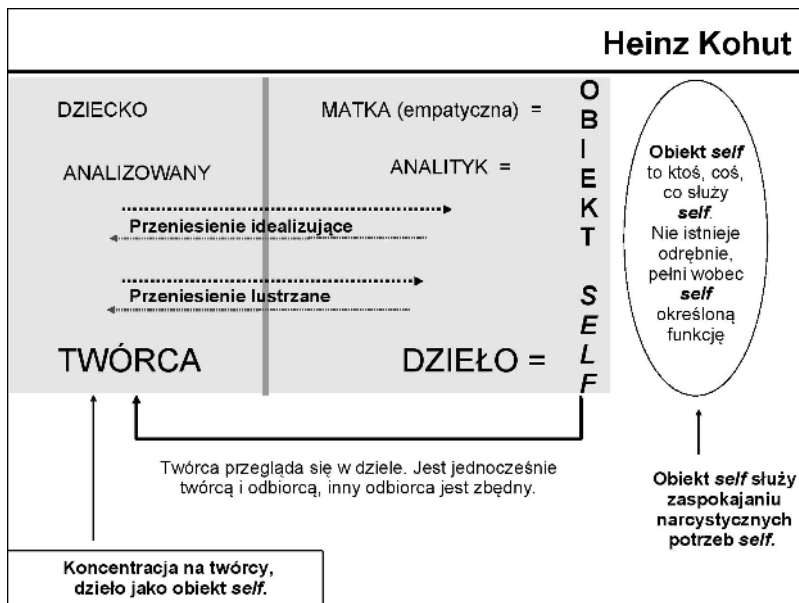 Heinz Kohut
DZIECKO
MATKA (empatyczna) =
ANALIZOWANY
ANALITYK =
Przeniesienie idealizujące
Przeniesienie lustrzane
TWÓRCA
DZIEŁO =
OBIEKT SELF
Obiekt self
to ktoś, coś,
co służy
self.
Nie istnieje
odrębnie,
pełni wobec
self
określoną
funkcję
Twórca przegląda się w dziele. Jest jednocześnie
twórcą i odbiorcą, inny odbiorca jest zbędny.
Obiekt self służy
zaspokajaniu
narcystycznych
potrzeb self.
Koncentracja na twórcy,
dzieło jako obiekt self.